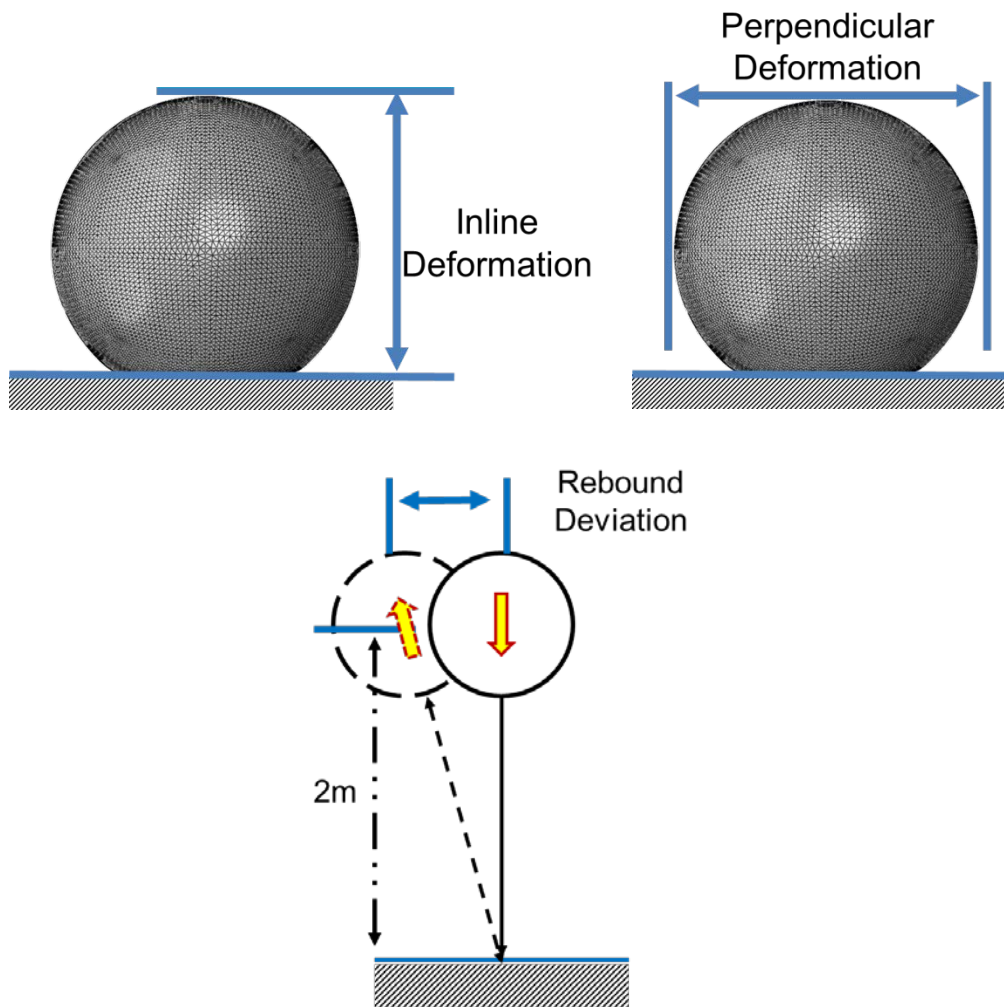 Perpendicular
Deformation
Inline
Deformation
Rebound
Deviation
2m